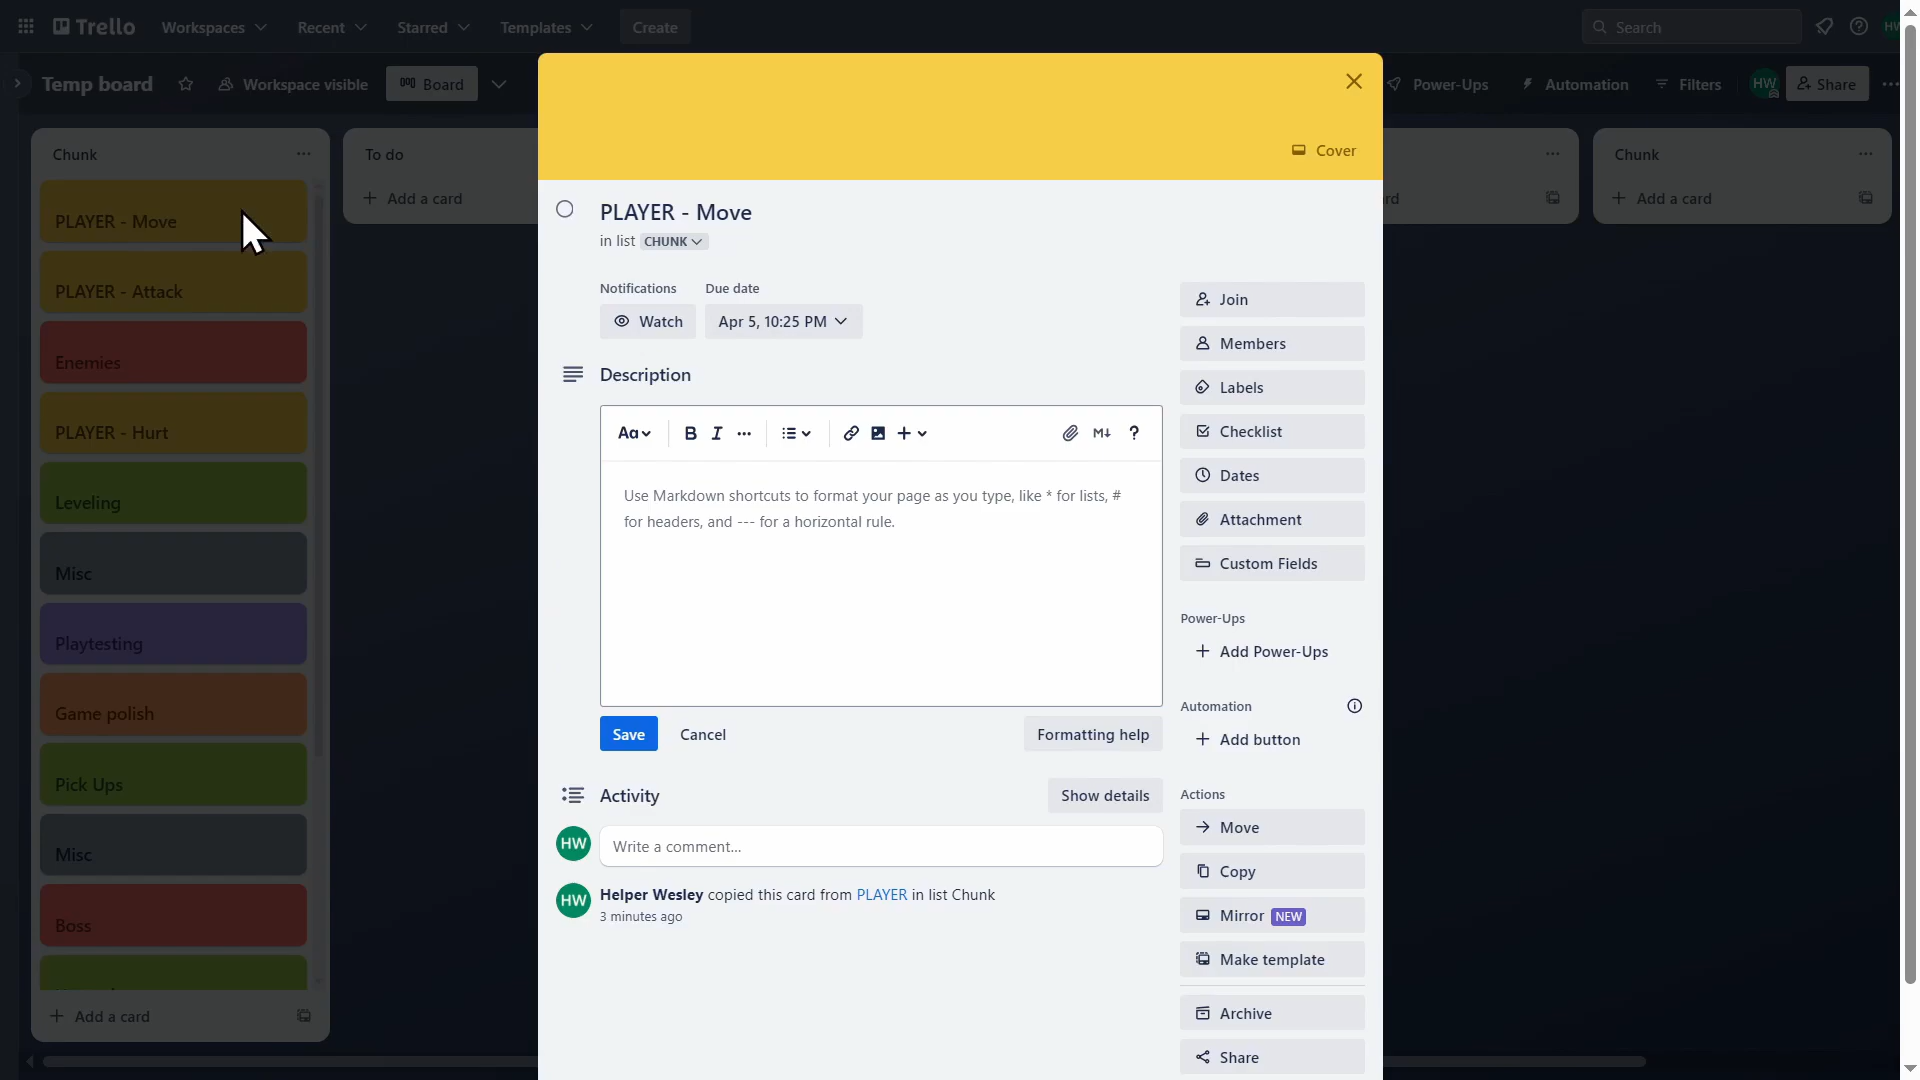 Trello
Workspaces
Recent
Starred
Templates
Create
Search
HW
Temp board
Workspace visible
Board
Power-Ups
Automation
Filters
HW
Share
Chunk
PLAYER - Move
PLAYER - Attack
Enemies
PLAYER - Hurt
Leveling
Misc
Playtesting
Game polish
Pick Ups
Misc
Boss
+ Add a card
To do
+ Add a card
Cover
PLAYER - Move
in list CHUNK
Notifications
Due date
Watch
Apr 5, 10:25 PM
Description
Aa
B
I
M↓
?
Use Markdown shortcuts to format your page as you type, like * for lists, #
for headers, and --- for a horizontal rule.
Save
Cancel
Formatting help
Activity
Show details
HW
Write a comment...
HW
Helper Wesley copied this card from PLAYER in list Chunk
3 minutes ago
Join
Members
Labels
Checklist
Dates
Attachment
Custom Fields
Power-Ups
+ Add Power-Ups
Automation
+ Add button
Actions
Move
Copy
Mirror NEW
Make template
Archive
Share
Chunk
+ Add a card